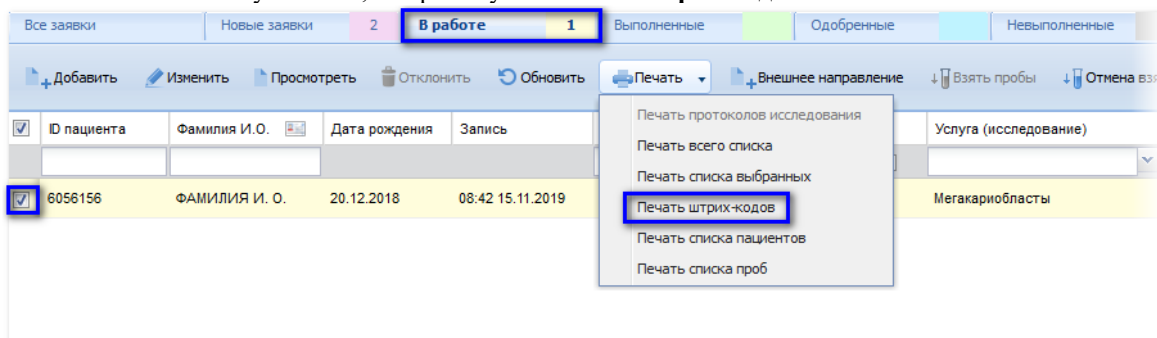 Все заявки Новые заявки 2 В работе 1 Выполненные Одобренные Невыполненные
Добавить Изменить Просмотреть Отклонить Обновить Печать Внешнее направление Взять пробы Отмена взя
ID пациента Фамилия И.О. Дата рождения Запись Услуга (исследование)
6056156 ФАМИЛИЯ И. О. 20.12.2018 08:42 15.11.2019 Мегакариобласты
Печать протоколов исследования
Печать всего списка
Печать списка выбранных
Печать штрих-кодов
Печать списка пациентов
Печать списка проб